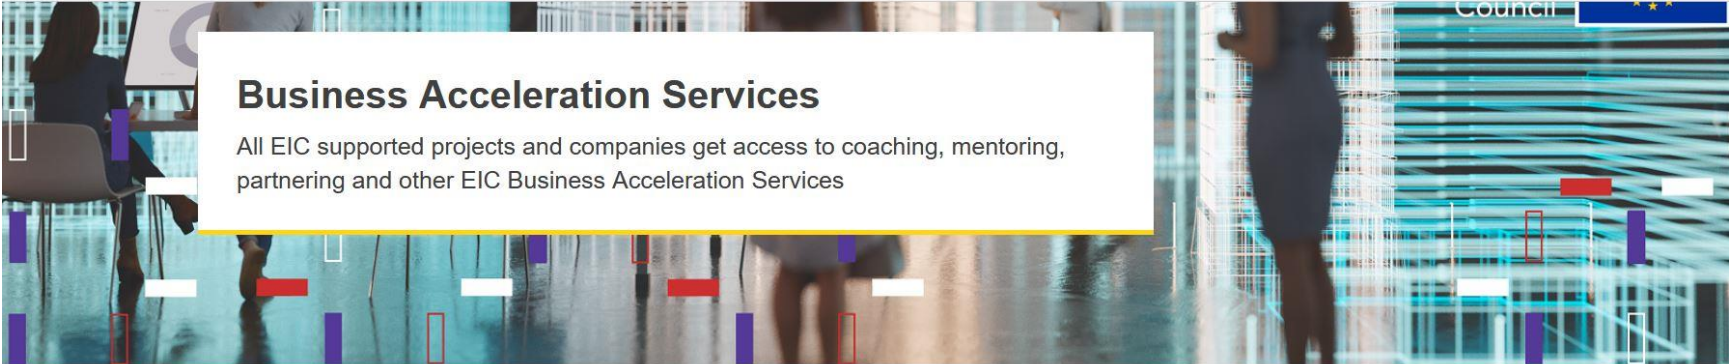 Council
Business Acceleration Services
All EIC supported projects and companies get access to coaching, mentoring,
partnering and other EIC Business Acceleration Services